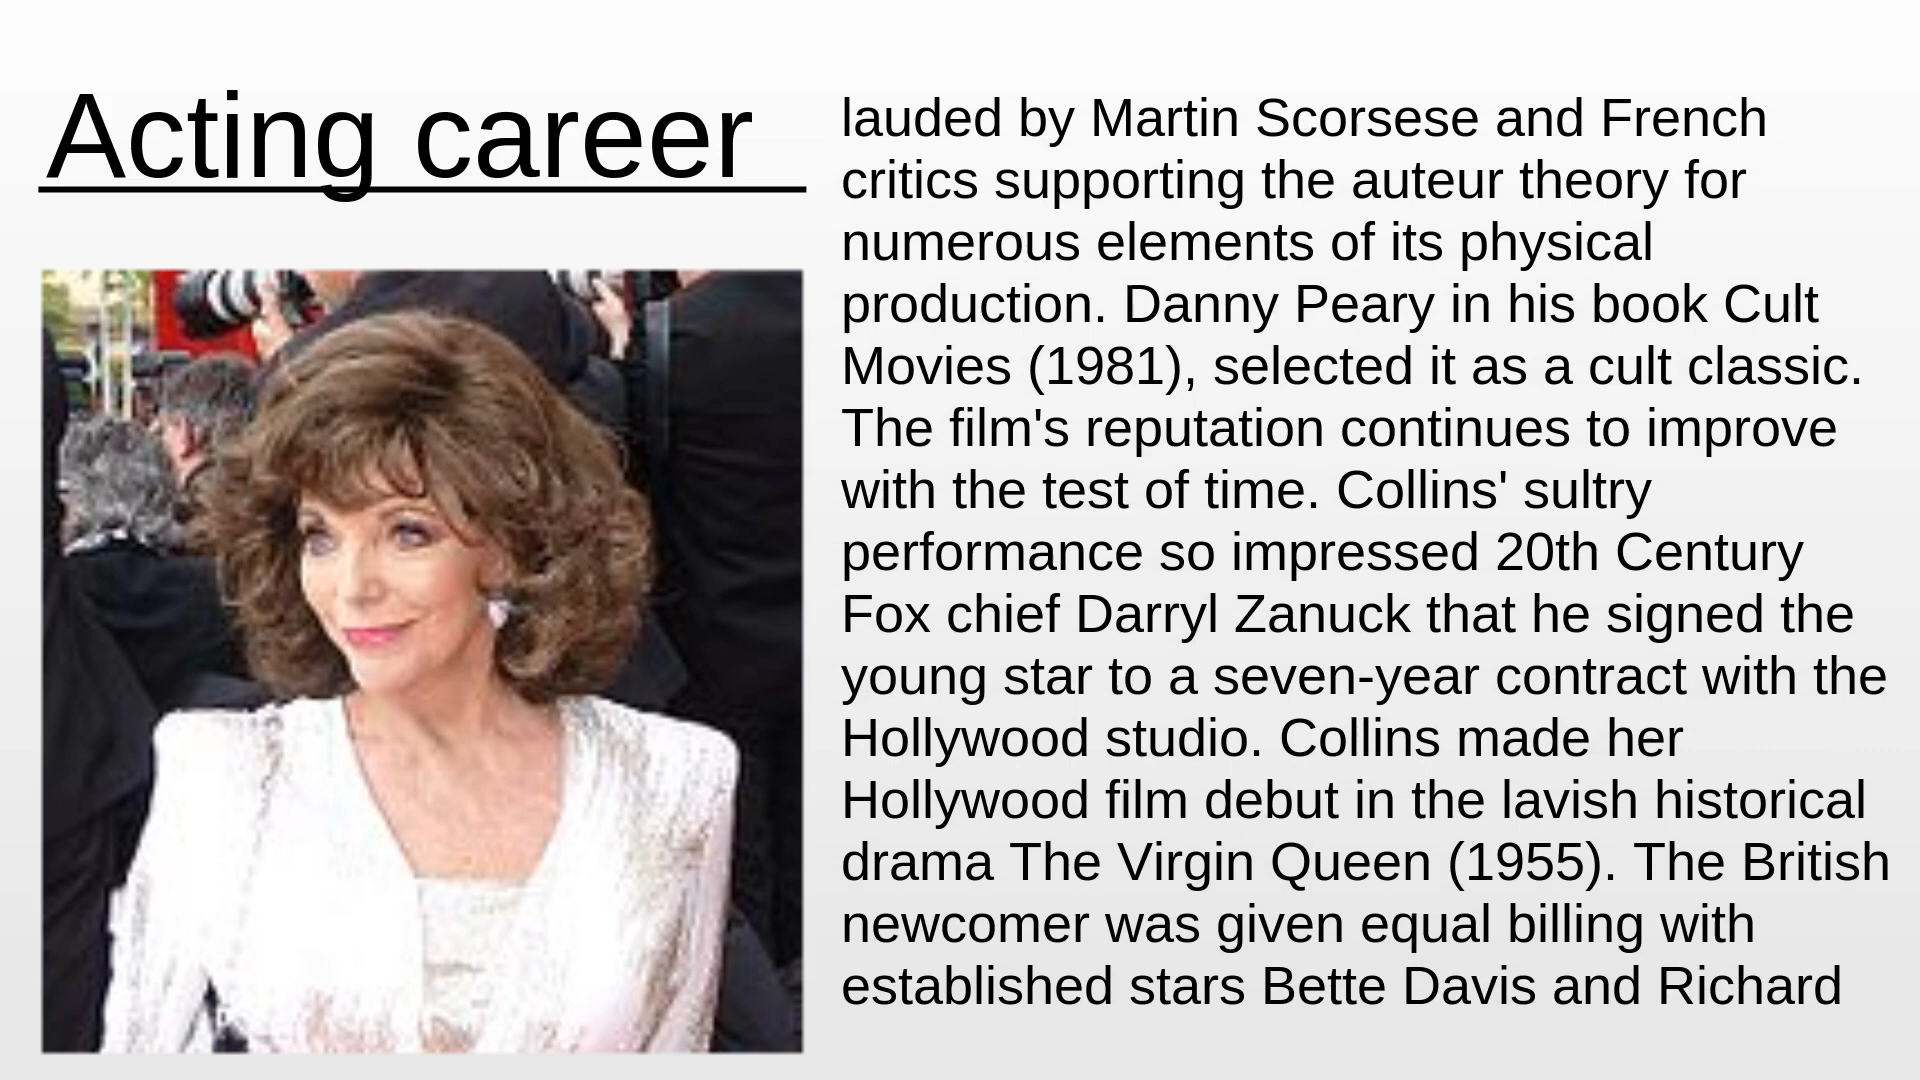 Acting career
lauded by Martin Scorsese and French
critics supporting the auteur theory for
numerous elements of its physical
production. Danny Peary in his book Cult
Movies (1981), selected it as a cult classic.
The film's reputation continues to improve
with the test of time. Collins' sultry
performance so impressed 20th Century
Fox chief Darryl Zanuck that he signed the
young star to a seven-year contract with the
Hollywood studio. Collins made her
Hollywood film debut in the lavish historical
drama The Virgin Queen (1955). The British
newcomer was given equal billing with
established stars Bette Davis and Richard